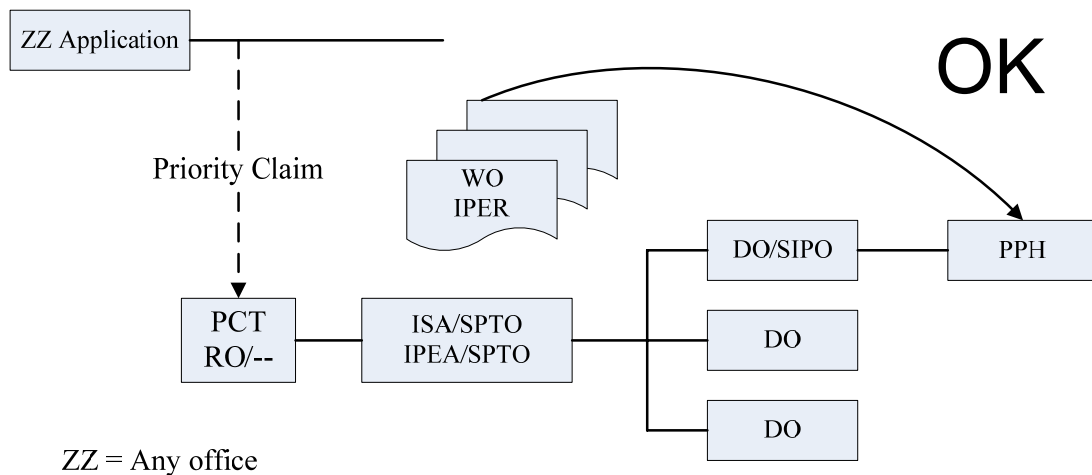 ZZ Application
OK
Priority Claim
WO
IPER
DO/SIPO
PPH
PCT
RO/--
ISA/SPTO
IPEA/SPTO
DO
DO
ZZ = Any office